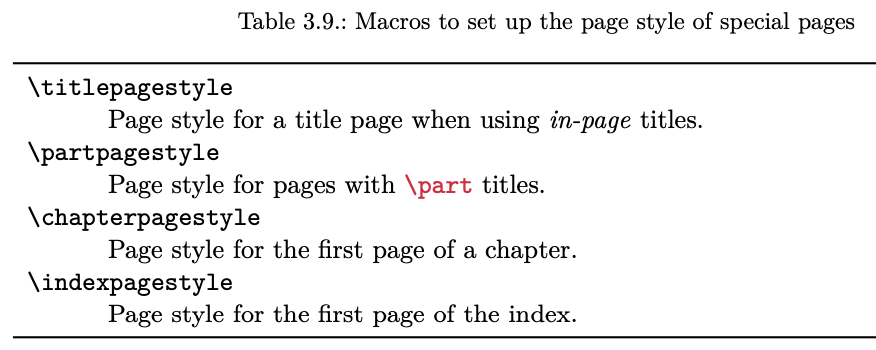 Table 3.9.: Macros to set up the page style of special pages
\titlepagestyle
Page style for a title page when using in-page titles.
\partpagestyle
Page style for pages with \part titles.
\chapterpagestyle
Page style for the first page of a chapter.
\indexpagestyle
Page style for the first page of the index.